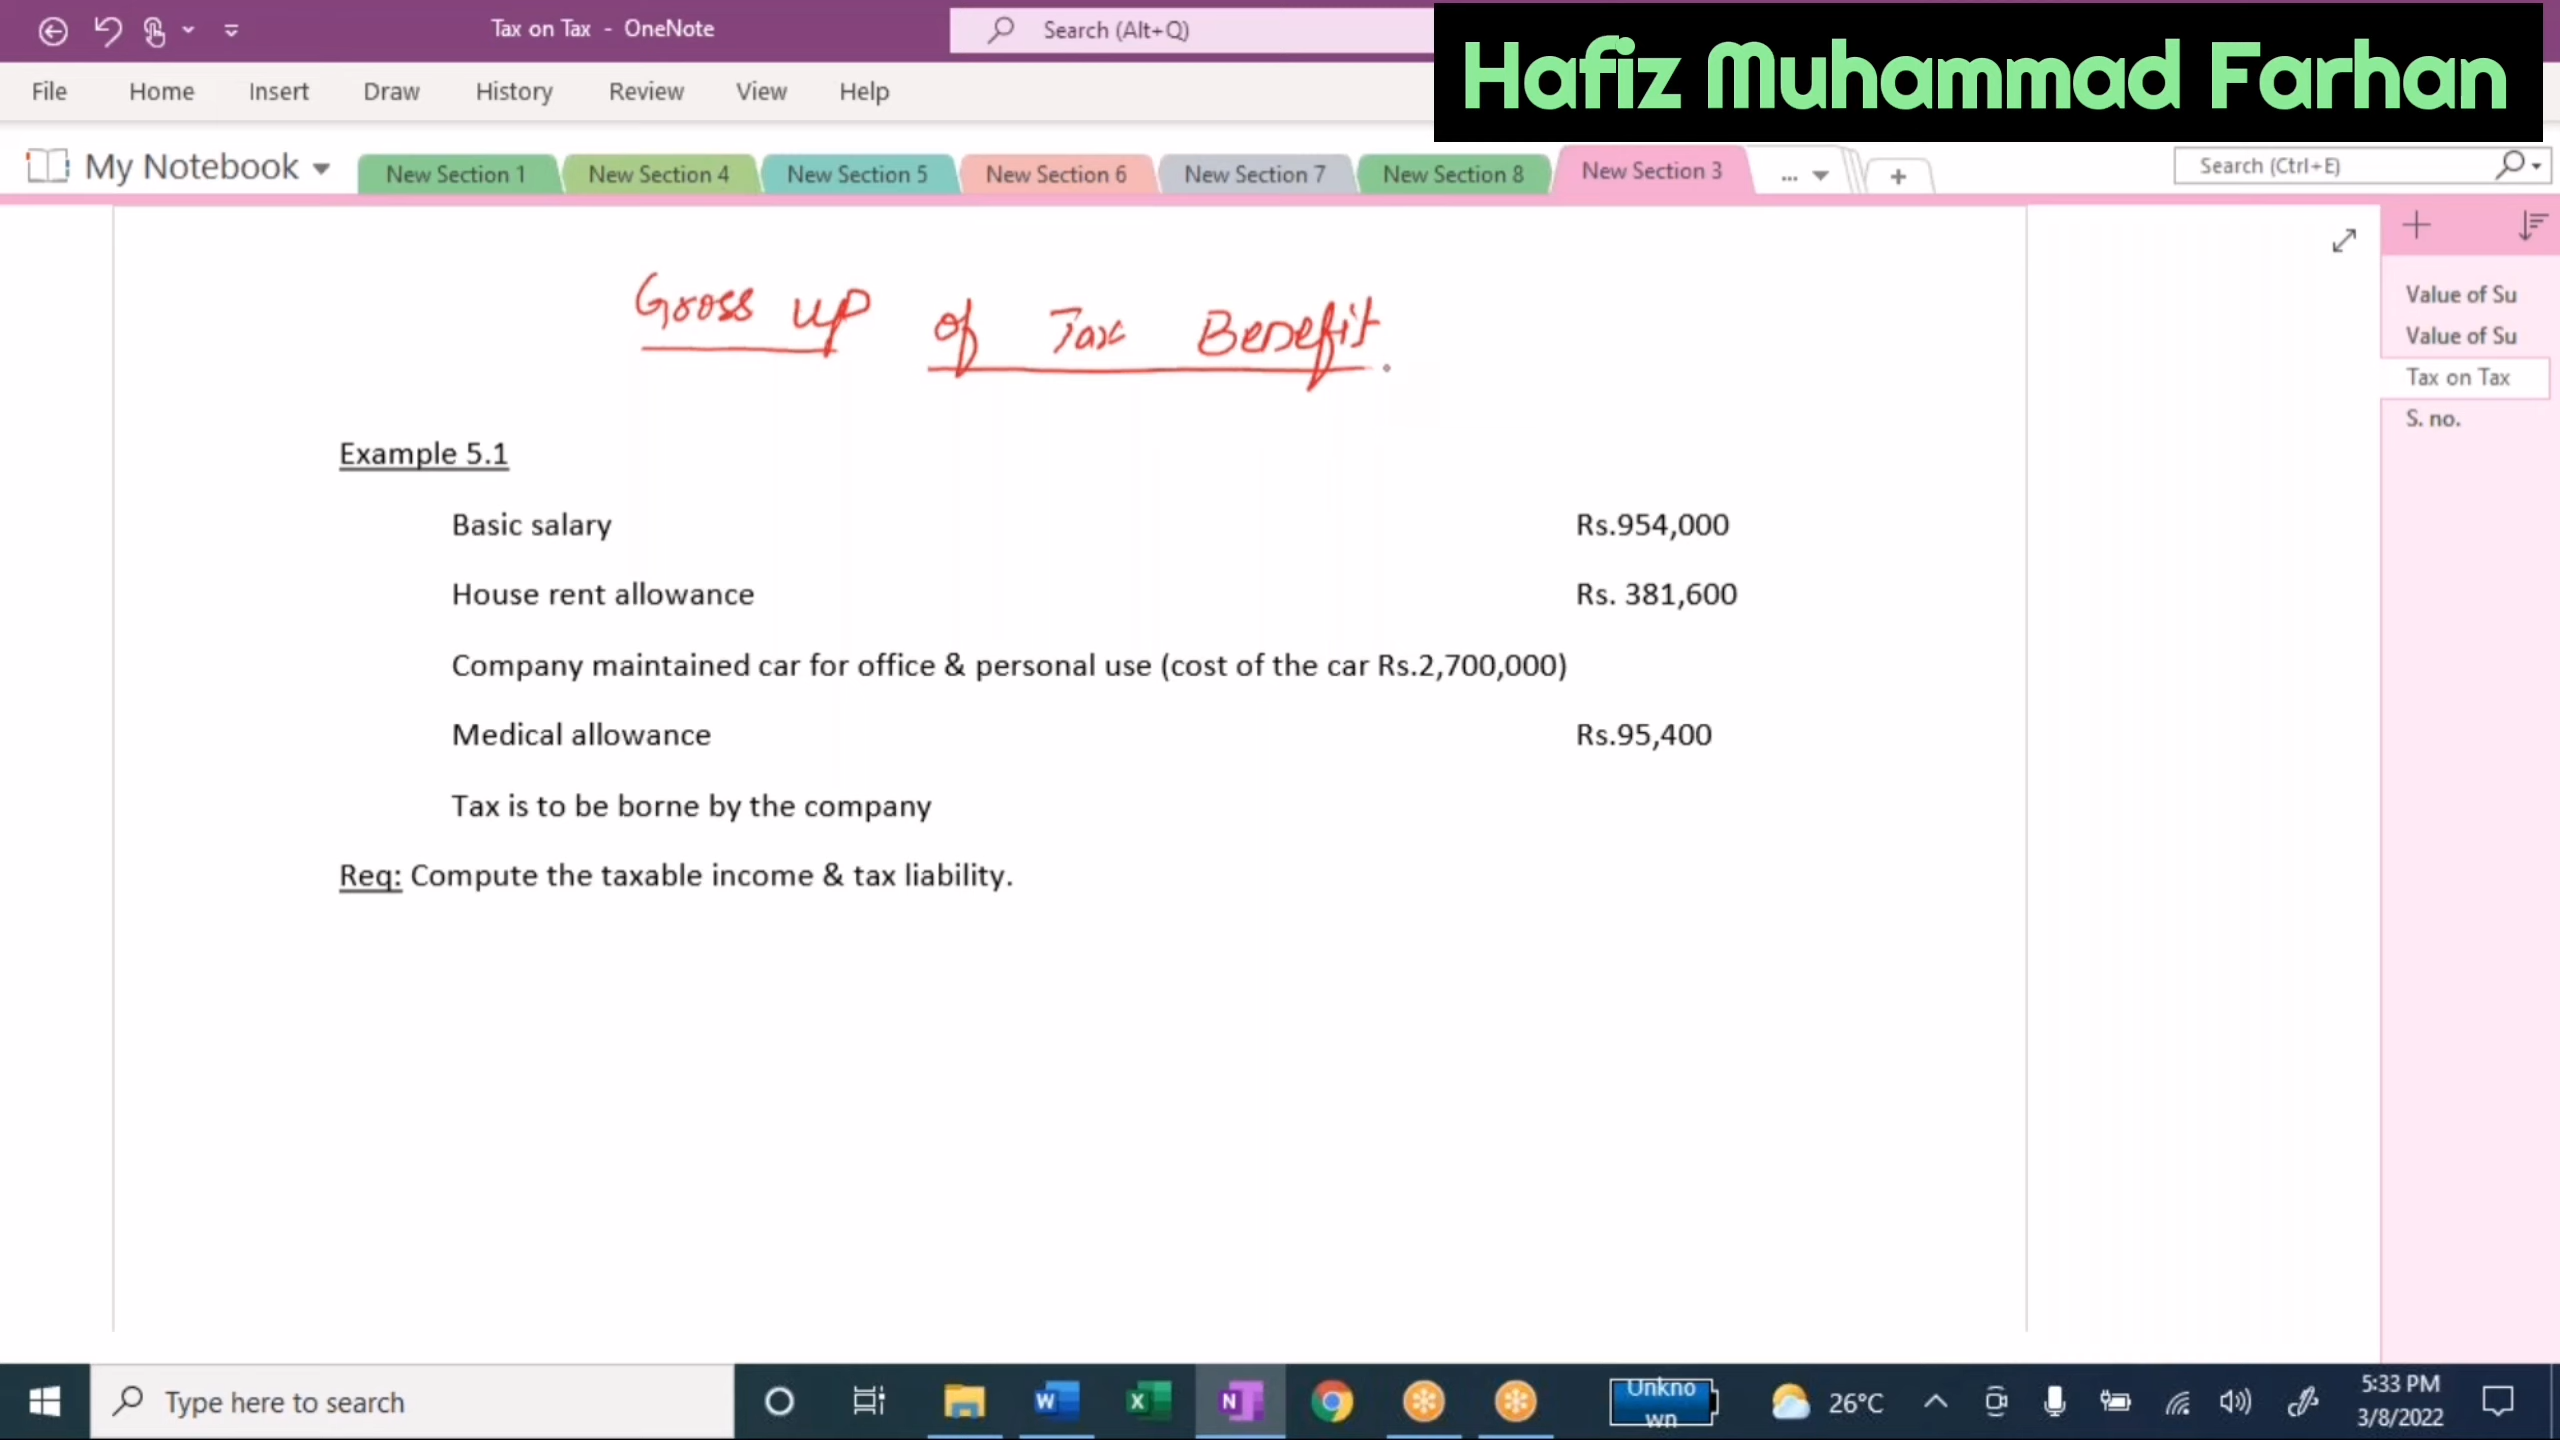 Tax on Tax - OneNote
Search (Alt+Q)
Hafiz Muhammad Farhan
File Home Insert Draw History Review View Help
My Notebook
New Section 1
New Section 4
New Section 5
New Section 6
New Section 7
New Section 8
New Section 3
...
Search (Ctrl+E)
Gross up of Tax Benefit.
Value of Su
Value of Su
Tax on Tax
S. no.
Example 5.1
Basic salary Rs.954,000
House rent allowance Rs. 381,600
Company maintained car for office & personal use (cost of the car Rs.2,700,000)
Medical allowance Rs.95,400
Tax is to be borne by the company
Req: Compute the taxable income & tax liability.
Type here to search
W
X
N
Unkno
wn
26°C
5:33 PM
3/8/2022